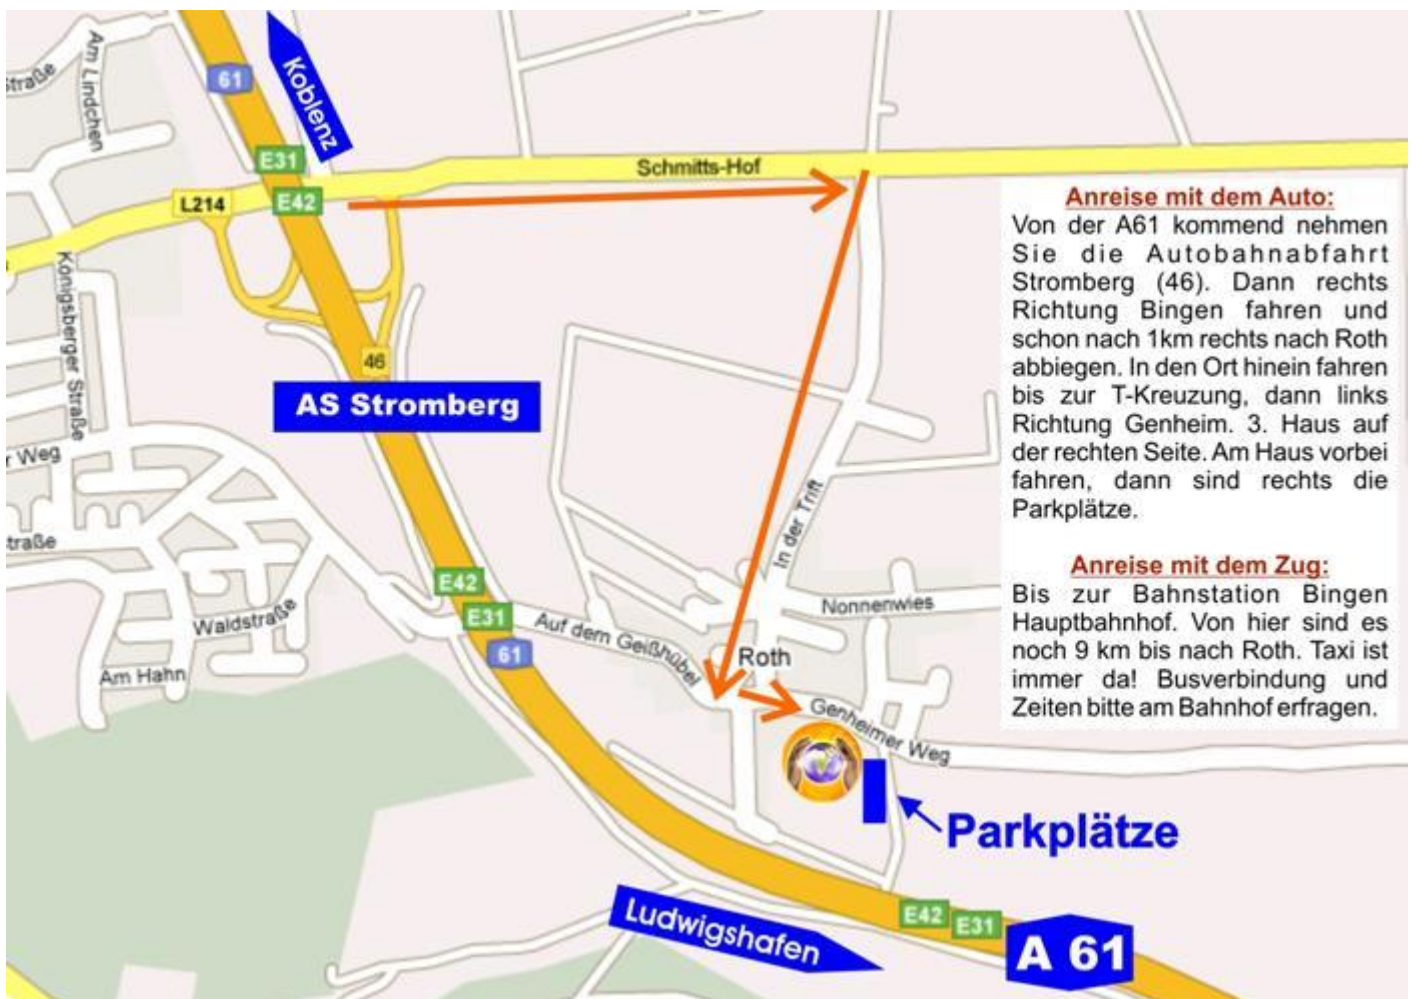 Am Lindchen
Straße
61
Koblenz
E31
E42
L214
Schmitts-Hof
Königsberger Straße
46
AS Stromberg
r Weg
traße
Waldstraße
Am Hahn
E42
E31
61
Auf dem Geißhübel
In der Trift
Nonnenwies
Roth
Genheimer Weg
Parkplätze
Ludwigshafen
E42
E31
A 61
Anreise mit dem Auto:
Von der A61 kommend nehmen
Sie die Autobahnabfahrt
Stromberg (46). Dann rechts
Richtung Bingen fahren und
schon nach 1km rechts nach Roth
abbiegen. In den Ort hinein fahren
bis zur T-Kreuzung, dann links
Richtung Genheim. 3. Haus auf
der rechten Seite. Am Haus vorbei
fahren, dann sind rechts die
Parkplätze.
Anreise mit dem Zug:
Bis zur Bahnstation Bingen
Hauptbahnhof. Von hier sind es
noch 9 km bis nach Roth. Taxi ist
immer da! Busverbindung und
Zeiten bitte am Bahnhof erfragen.